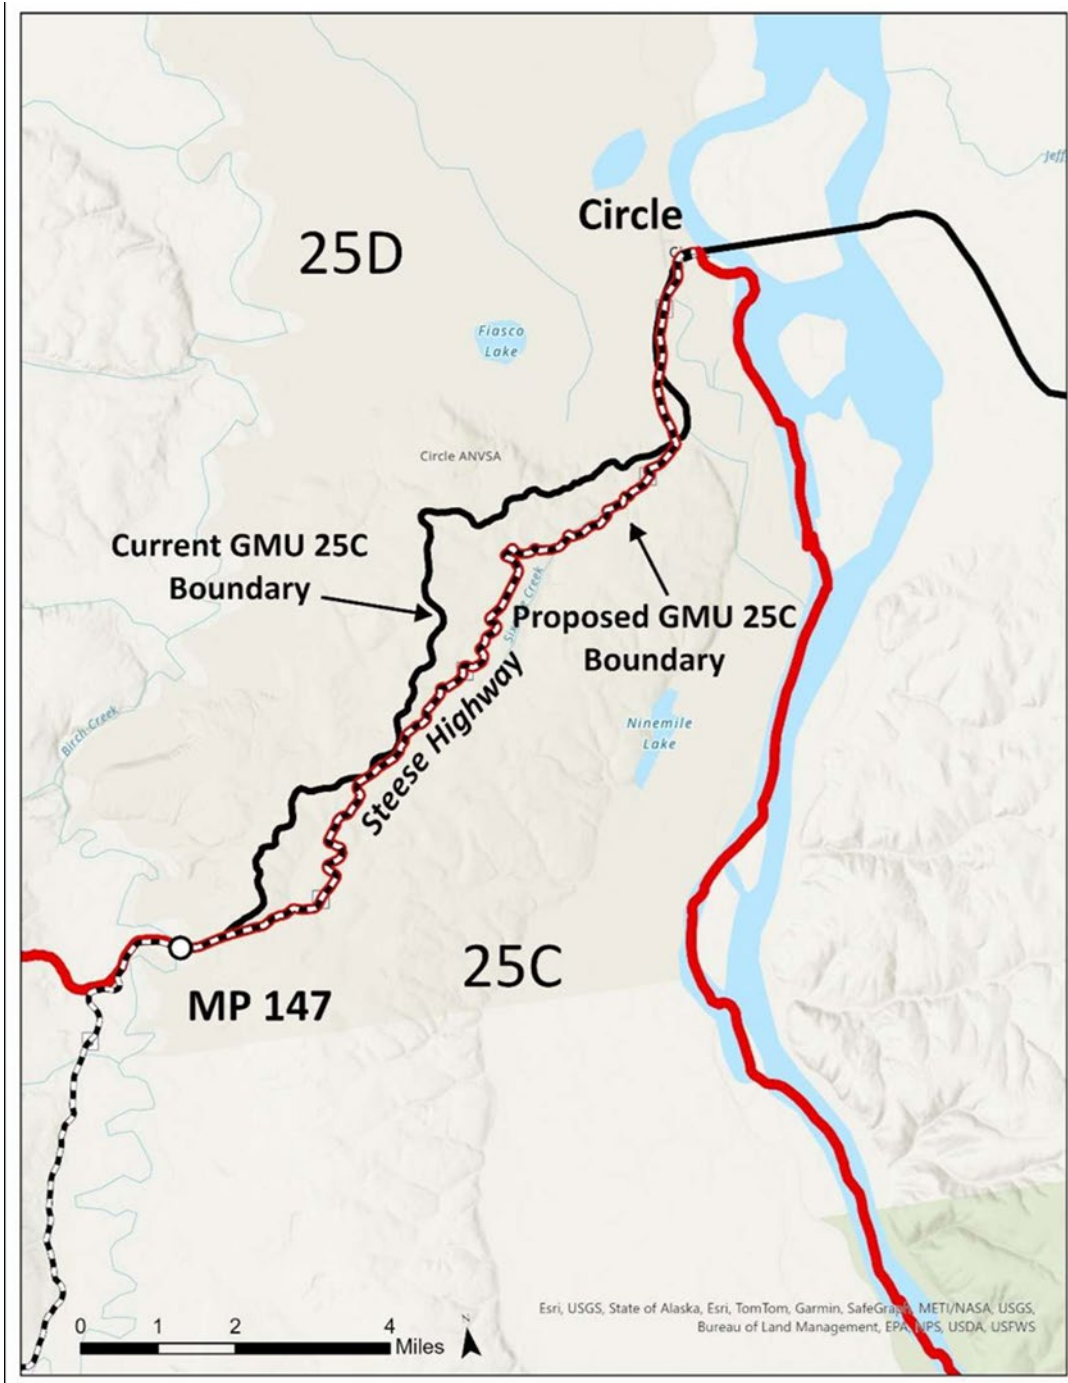 Jeff
Circle
25D
Fiasco
Lake
Circle ANVSA
Current GMU 25C
Boundary
Proposed GMU 25C
Boundary
Steese Highway
Birch Creek
Ninemile
Lake
25C
MP 147
Esri, USGS, State of Alaska, Esri, TomTom, Garmin, SafeGraph, METI/NASA, USGS,
Bureau of Land Management, EPA, NPS, USDA, USFWS
0 1 2 4
Miles
N